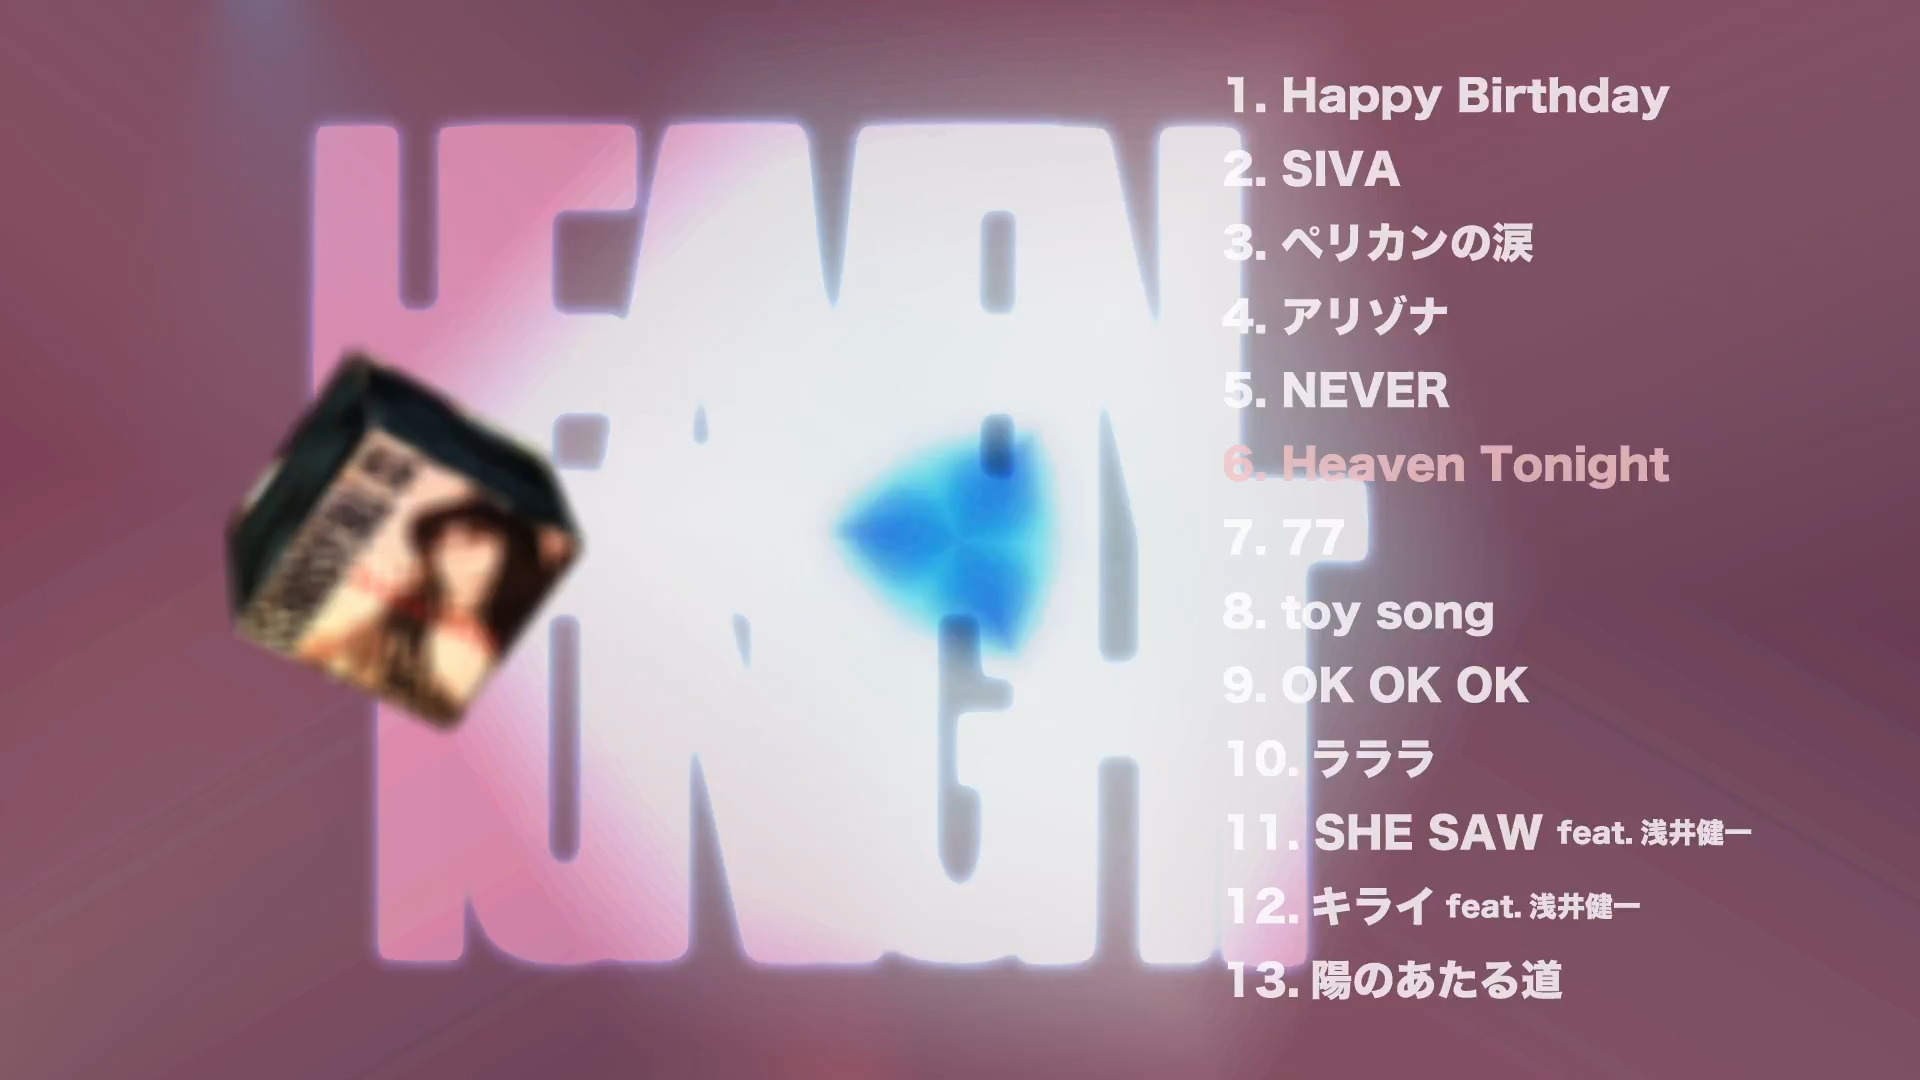 HEAVEN
TONIGHT
1. Happy Birthday
2. SIVA
3. ペリカンの涙
4. アリゾナ
5. NEVER
6. Heaven Tonight
7. 77
8. toy song
9. OK OK OK
10. ラララ
11. SHE SAW feat. 浅井健一
12. キライ feat. 浅井健一
13. 陽のあたる道